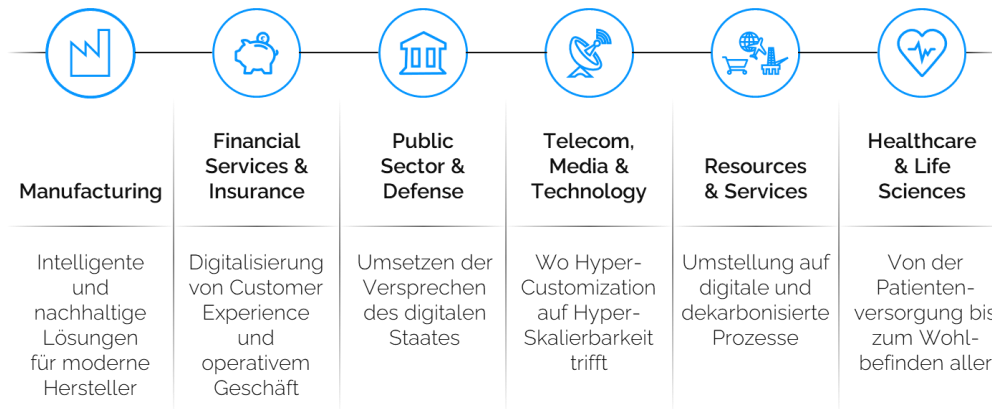 Manufacturing
Intelligente
und
nachhaltige
Lösungen
für moderne
Hersteller
Financial
Services &
Insurance
Digitalisierung
von Customer
Experience
und
operativem
Geschäft
Public
Sector &
Defense
Umsetzen der
Versprechen
des digitalen
Staates
Telecom,
Media &
Technology
Wo Hyper-
Customization
auf Hyper-
Skalierbarkeit
trifft
Resources
& Services
Umstellung auf
digitale und
dekarbonisierte
Prozesse
Healthcare
& Life
Sciences
Von der
Patienten-
versorgung bis
zum Wohl-
befinden aller